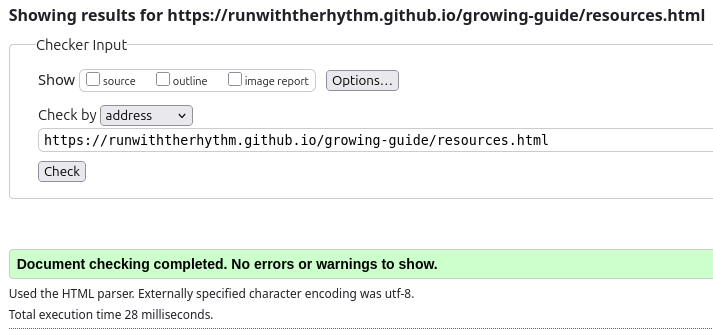 Showing results for https://runwiththerhythm.github.io/growing-guide/resources.html
Checker Input
Show source outline image report Options...
Check by address
https://runwiththerhythm.github.io/growing-guide/resources.html
Check
Document checking completed. No errors or warnings to show.
Used the HTML parser. Externally specified character encoding was utf-8.
Total execution time 28 milliseconds.